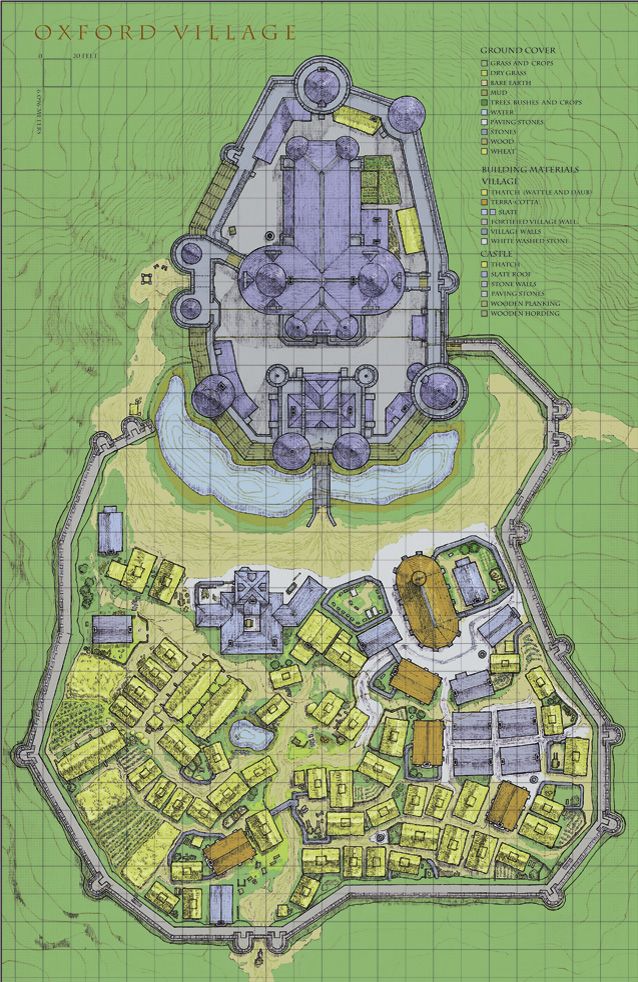 OXFORD VILLAGE
0 20 FEET
6.096 METERS
GROUND COVER
GRASS AND CROPS
DRY GRASS
BARE EARTH
MUD
TREES BUSHES AND CROPS
WATER
PAVING STONES
STONES
WOOD
WHEAT
BUILDING MATERIALS
VILLAGE
THATCH (WATTLE AND DAUB)
TERRA-COTTA
SLATE
FORTIFIED VILLAGE WALL
VILLAGE WALLS
WHITE WASHED STONE
CASTLE
THATCH
SLATE ROOF
STONE WALLS
PAVING STONES
WOODEN PLANKING
WOODEN HORDING